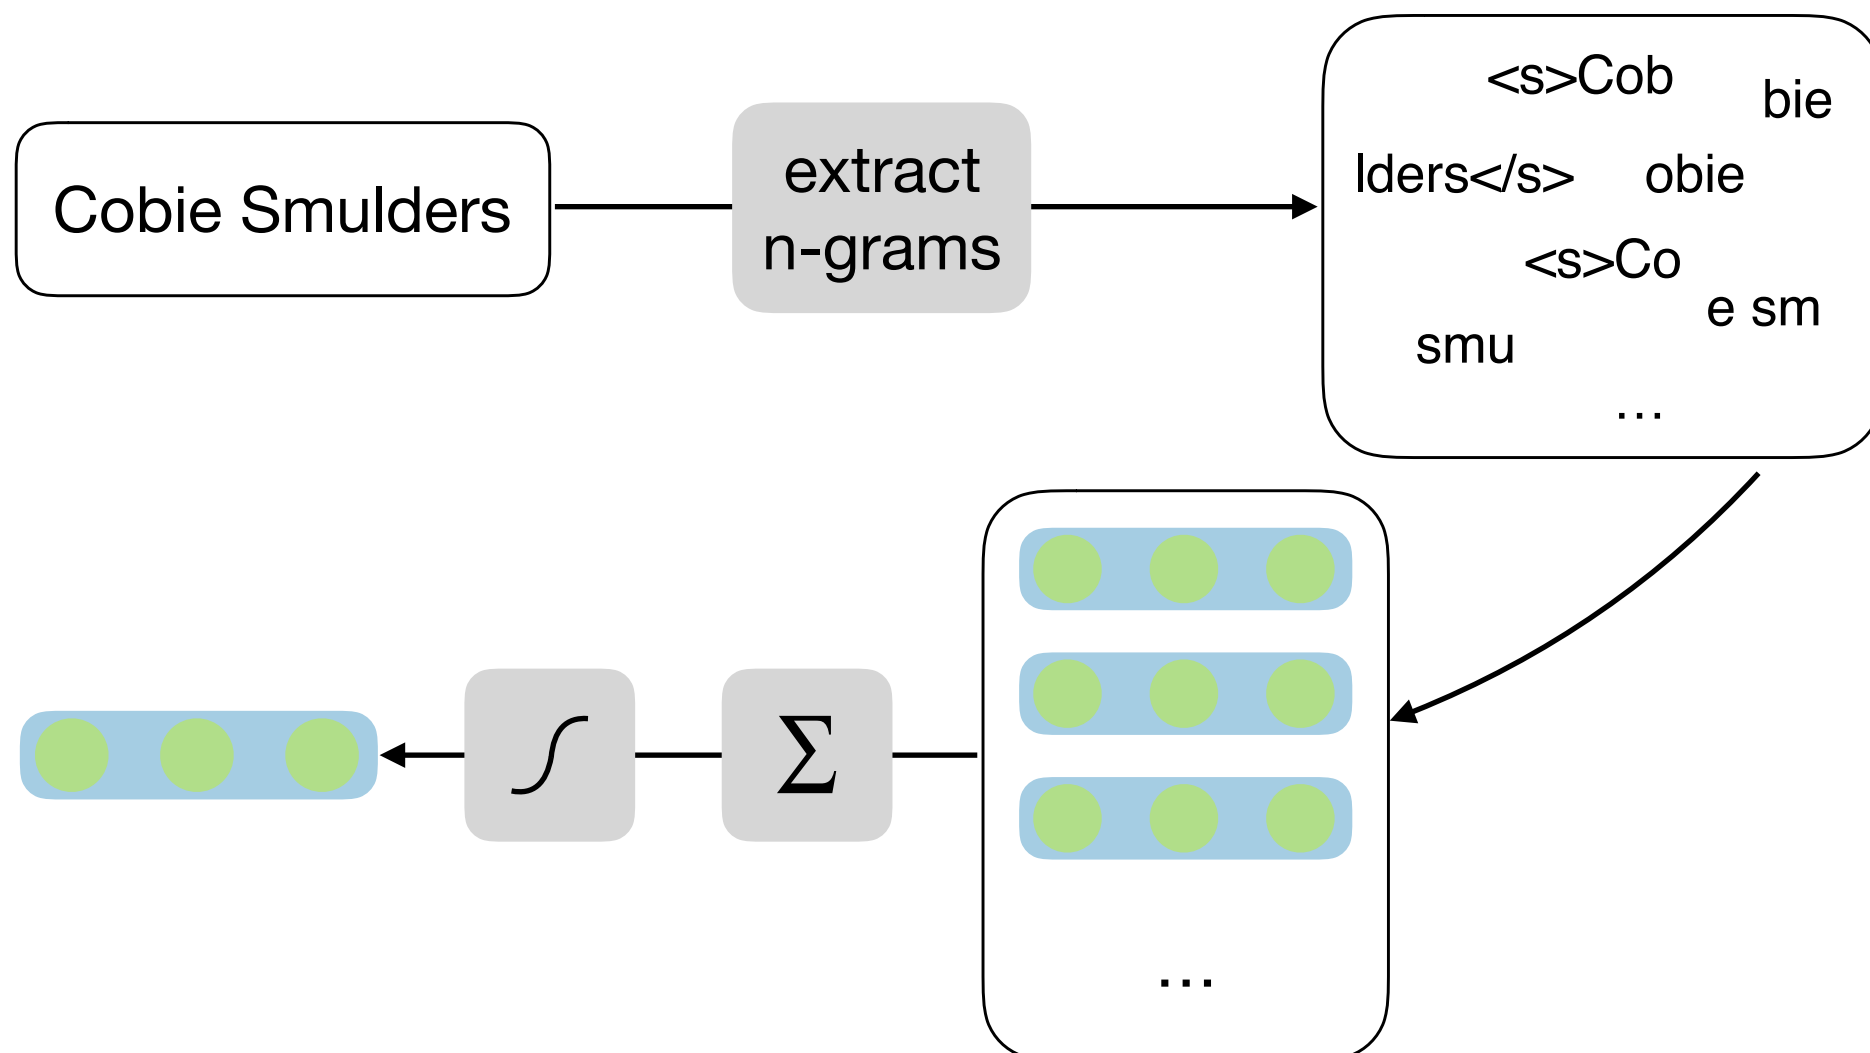 Cobie Smulders
extract
n-grams
<s>Cob
bie
lders</s>
obie
<s>Co
e sm
smu
...
Σ
...